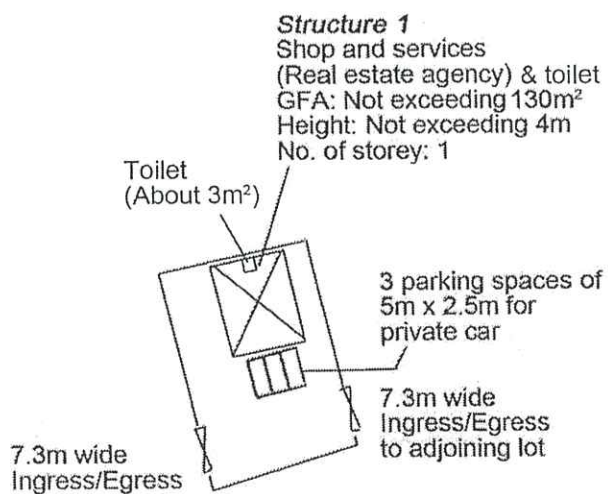 Structure 1
Shop and services
(Real estate agency) & toilet
GFA: Not exceeding 130m²
Height: Not exceeding 4m
No. of storey: 1
Toilet
(About 3m²)
3 parking spaces of
5m x 2.5m for
private car
7.3m wide
Ingress/Egress
to adjoining lot
7.3m wide
Ingress/Egress